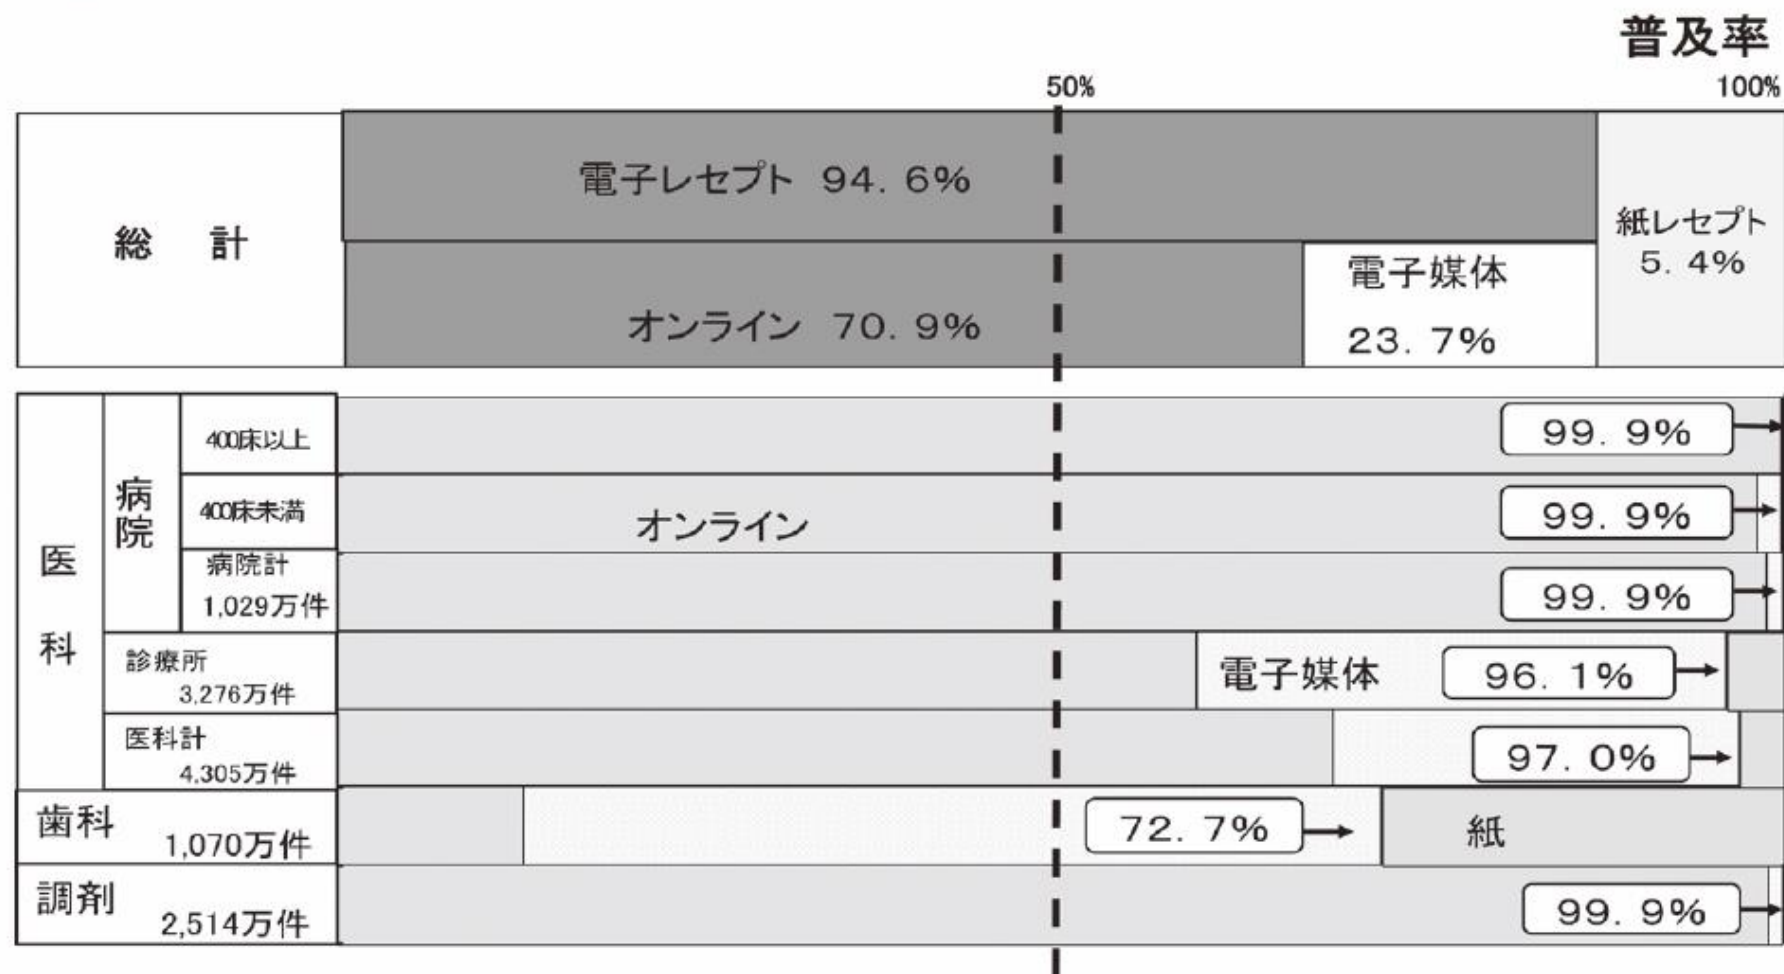 普及率
50%
100%
総 計
電子レセプト 94.6%
オンライン 70.9%
電子媒体
23.7%
紙レセプト
5.4%
医科
病院
400床以上
99.9%
400床未満
オンライン
99.9%
病院計
1,029万件
99.9%
診療所
3,276万件
電子媒体
96.1%
医科計
4,305万件
97.0%
歯科
1,070万件
72.7%
紙
調剤
2,514万件
99.9%